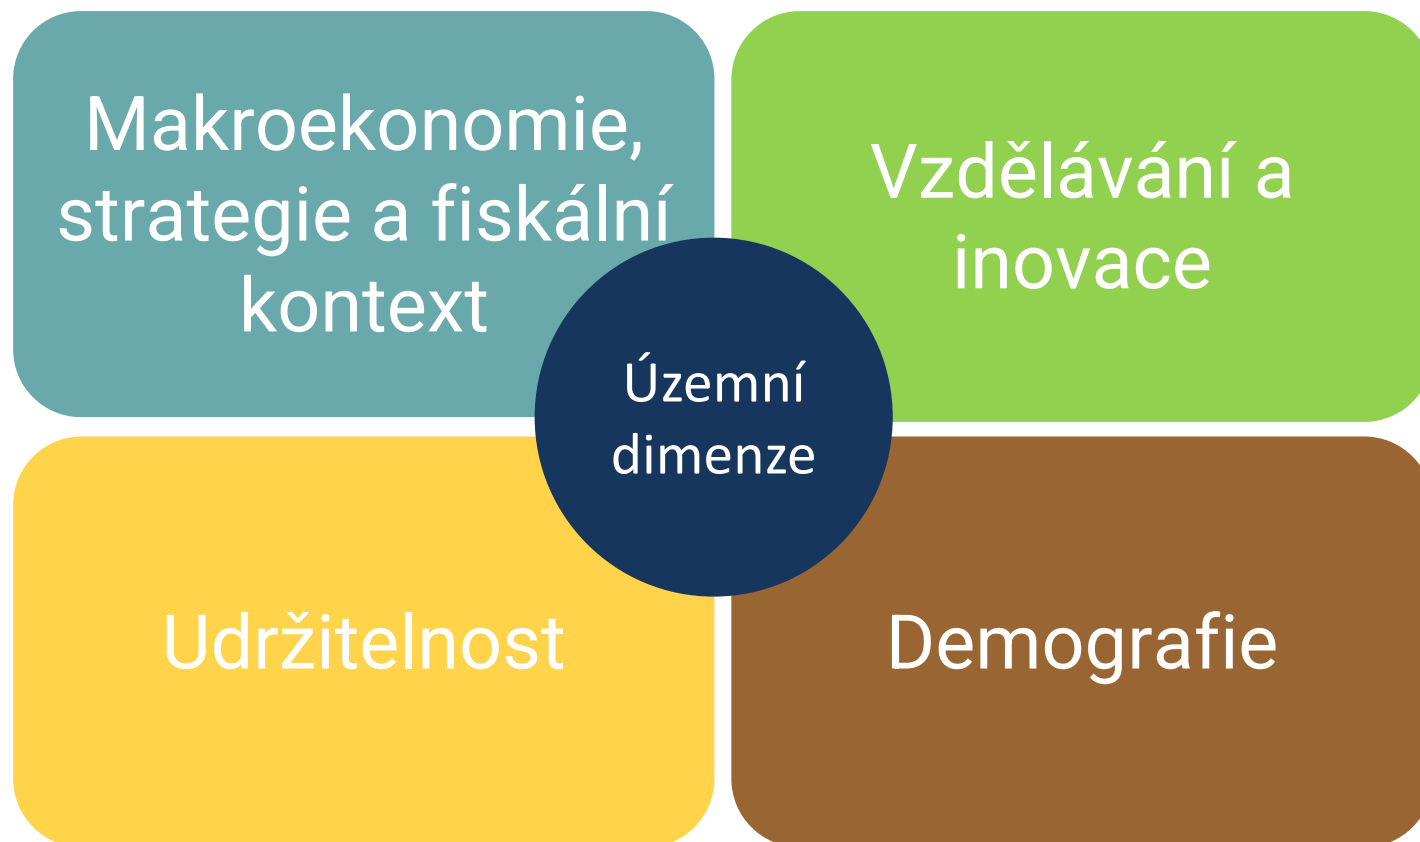 Makroekonomie,
strategie a fiskální
kontext
Vzdělávání a
inovace
Územní
dimenze
Udržitelnost
Demografie